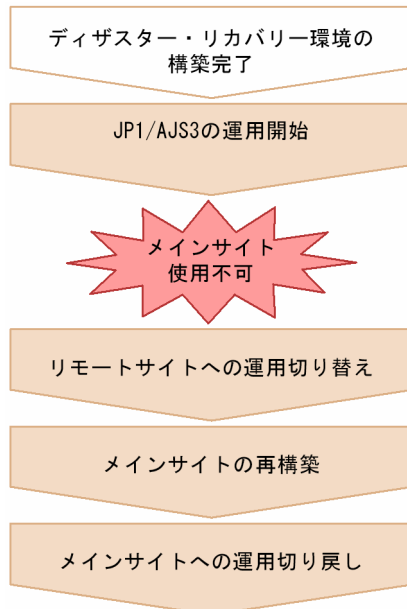 ディザスター・リカバリー環境の
構築完了
JP1/AJS3の運用開始
メインサイト
使用不可
リモートサイトへの運用切り替え
メインサイトの再構築
メインサイトへの運用切り戻し